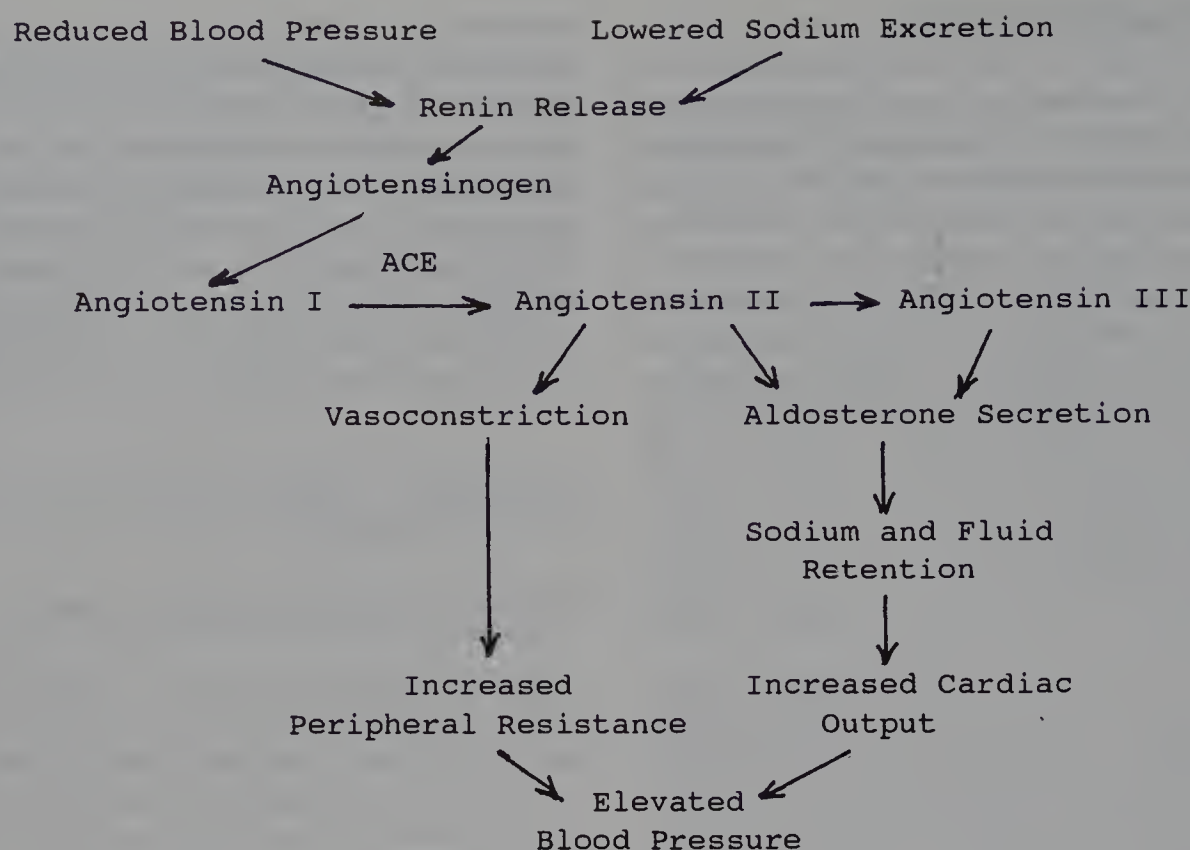 Reduced Blood Pressure
Lowered Sodium Excretion
Renin Release
Angiotensinogen
ACE
Angiotensin I
Angiotensin II
Angiotensin III
Vasoconstriction
Aldosterone Secretion
Sodium and Fluid
Retention
Increased
Peripheral Resistance
Increased Cardiac
Output
Elevated
Blood Pressure